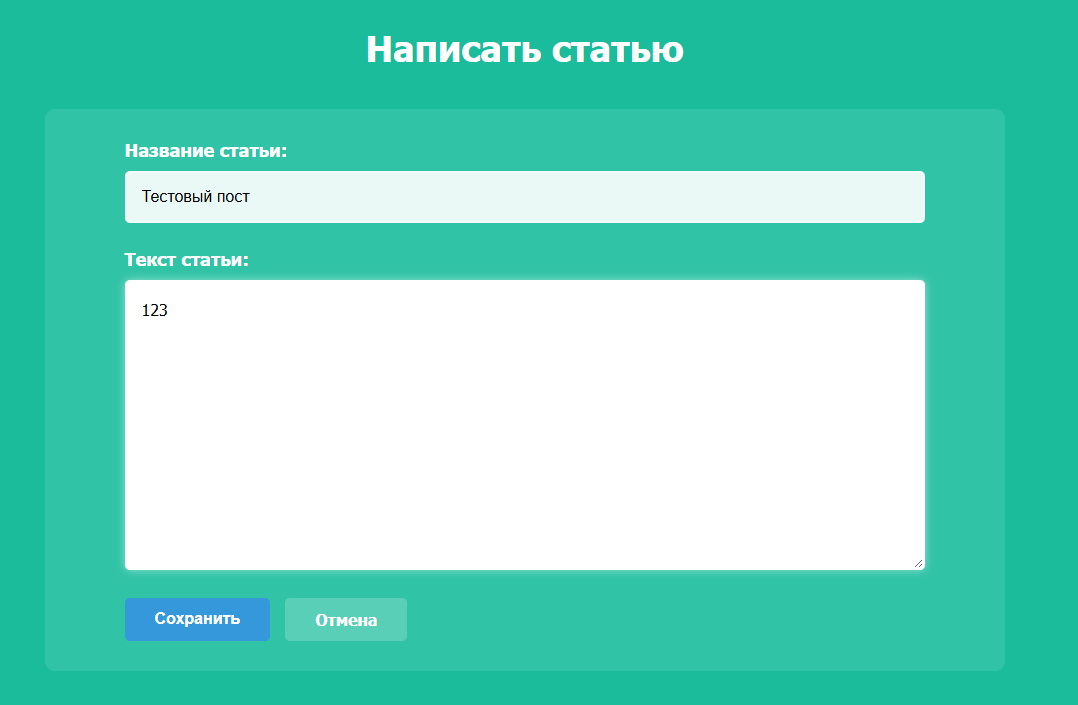 Написать статью
Название статьи:
Тестовый пост
Текст статьи:
123
Сохранить
Отмена